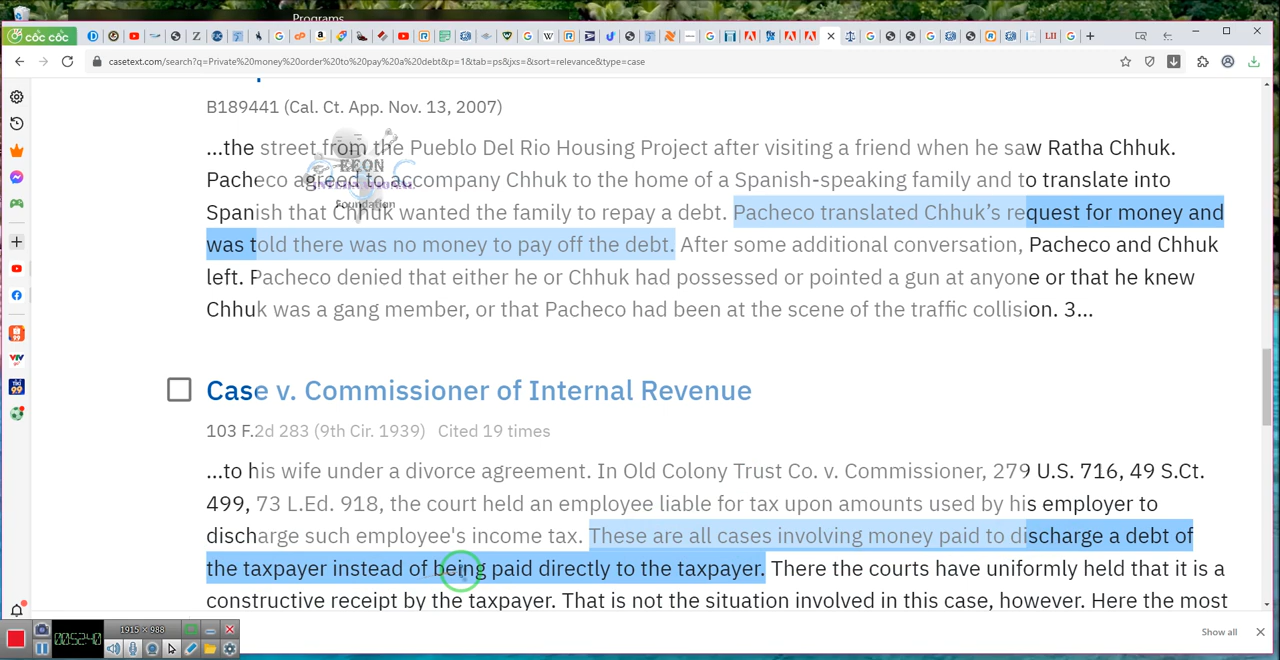 Programs
cốc cốc
casetext.com/search?q=Private%20money%20order%20to%20pay%20a%20debt&p=1&tab=ps&jxs=&sort=relevance&type=case
B189441 (Cal. Ct. App. Nov. 13, 2007)
...the street from the Pueblo Del Rio Housing Project after visiting a friend when he saw Ratha Chhuk.
Pacheco agreed to accompany Chhuk to the home of a Spanish-speaking family and to translate into
Spanish that Chhuk wanted the family to repay a debt. Pacheco translated Chhuk's request for money and
was told there was no money to pay off the debt. After some additional conversation, Pacheco and Chhuk
left. Pacheco denied that either he or Chhuk had possessed or pointed a gun at anyone or that he knew
Chhuk was a gang member, or that Pacheco had been at the scene of the traffic collision. 3...
EEON
Foundation
Case v. Commissioner of Internal Revenue
103 F.2d 283 (9th Cir. 1939) Cited 19 times
...to his wife under a divorce agreement. In Old Colony Trust Co. v. Commissioner, 279 U.S. 716, 49 S.Ct.
499, 73 L.Ed. 918, the court held an employee liable for tax upon amounts used by his employer to
discharge such employee's income tax. These are all cases involving money paid to discharge a debt of
the taxpayer instead of being paid directly to the taxpayer. There the courts have uniformly held that it is a
constructive receipt by the taxpayer. That is not the situation involved in this case, however. Here the most
1915 x 988
00:52:40
Show all